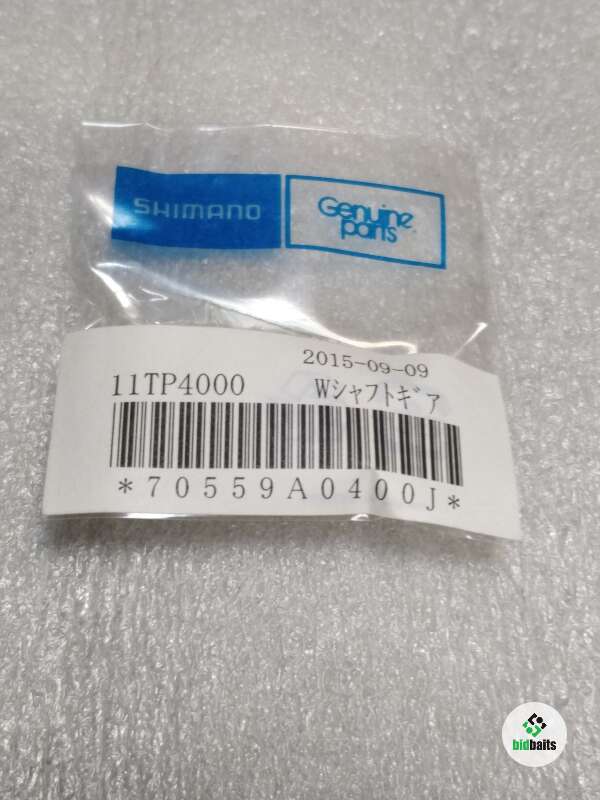 SHIMANO
Genuine
parts
2015-09-09
11TP4000
Wシャフトギア
*70559A0400J*
bidbaits